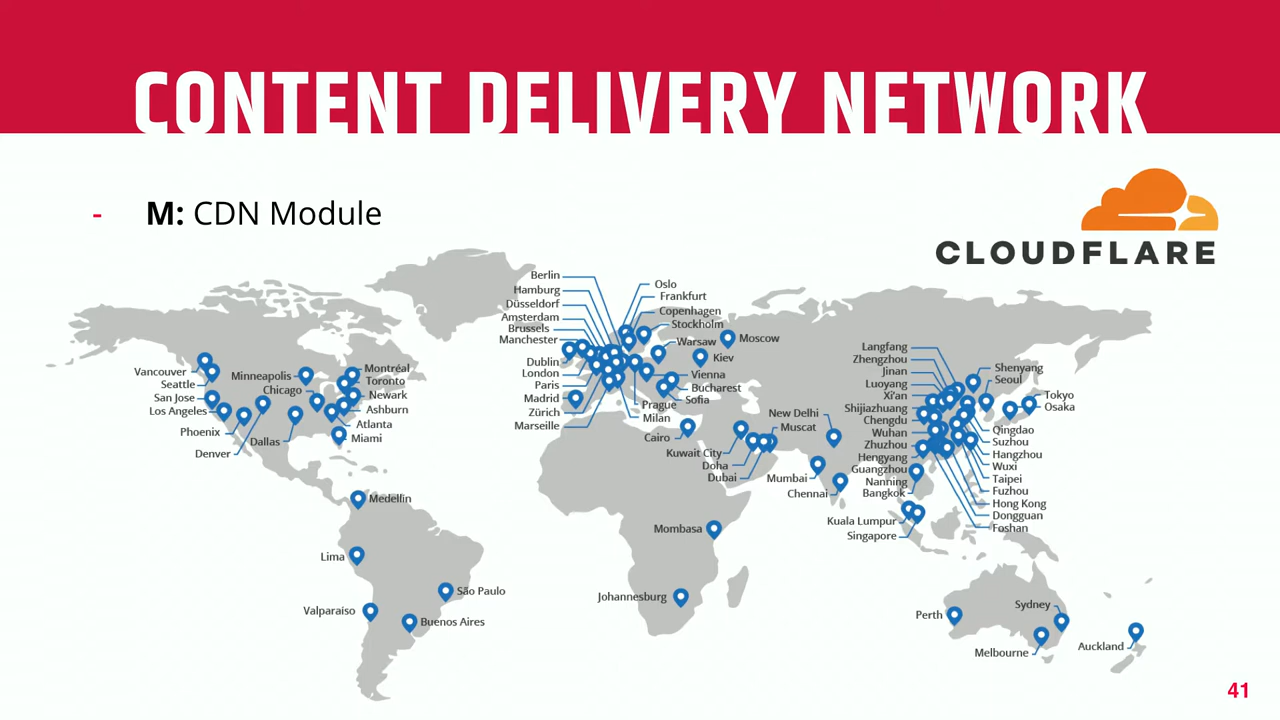 CONTENT DELIVERY NETWORK
- M: CDN Module
CLOUDFLARE
Vancouver
Seattle
San Jose
Los Angeles
Phoenix
Denver
Minneapolis
Chicago
Dallas
Montréal
Toronto
Newark
Ashburn
Atlanta
Miami
Medellin
Lima
Valparaiso
São Paulo
Buenos Aires
Berlin
Hamburg
Düsseldorf
Amsterdam
Brussels
Manchester
Dublin
London
Paris
Madrid
Zürich
Marseille
Oslo
Frankfurt
Copenhagen
Stockholm
Warsaw
Moscow
Kiev
Vienna
Bucharest
Sofia
Prague
Milan
Cairo
Kuwait City
Doha
Dubai
New Delhi
Muscat
Mumbai
Chennai
Mombasa
Johannesburg
Langfang
Zhengzhou
Jinan
Luoyang
Xi'an
Shijiazhuang
Chengdu
Wuhan
Zhuzhou
Hengyang
Guangzhou
Nanning
Bangkok
Kuala Lumpur
Singapore
Shenyang
Seoul
Tokyo
Osaka
Qingdao
Suzhou
Hangzhou
Wuxi
Taipei
Fuzhou
Hong Kong
Dongguan
Foshan
Perth
Sydney
Melbourne
Auckland
41